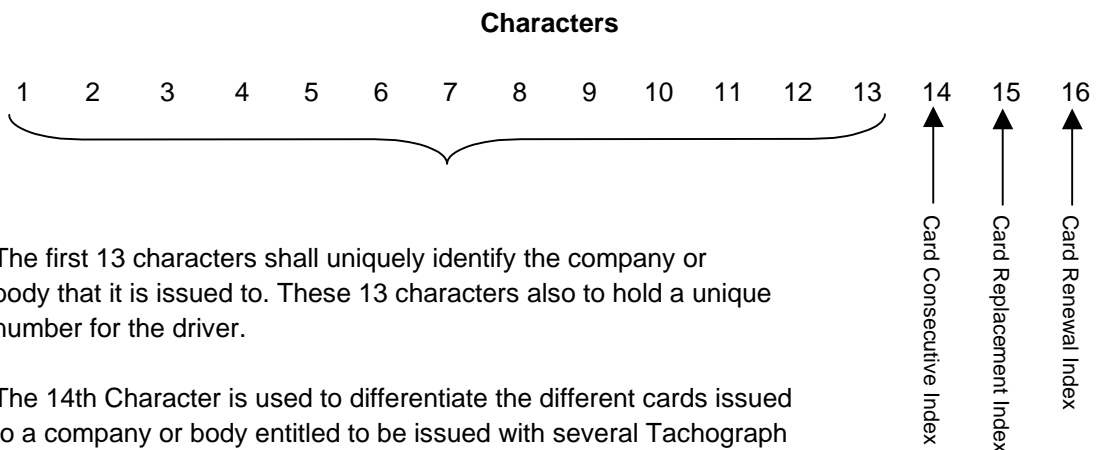 Characters
1 2 3 4 5 6 7 8 9 10 11 12 13 14 15 16
Card Consecutive Index
Card Replacement Index
Card Renewal Index
The first 13 characters shall uniquely identify the company or
body that it is issued to. These 13 characters also to hold a unique
number for the driver.
The 14th Character is used to differentiate the different cards issued
to a company or body entitled to be issued with several Tachograph